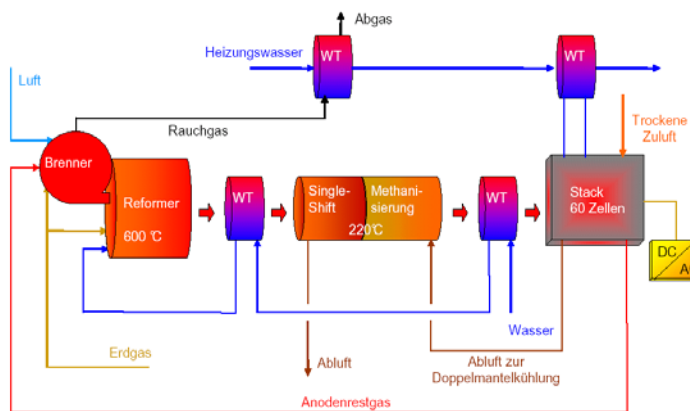 Abgas
Heizungswasser
WT
WT
Luft
Rauchgas
Trockene
Zuluft
Brenner
Reformer
600 °C
WT
Single-
Shift
Methani-
sierung
220°C
WT
Stack
60 Zellen
DC
Wasser
Erdgas
Abluft
Abluft zur
Doppelmantelkühlung
Anodenrestgas